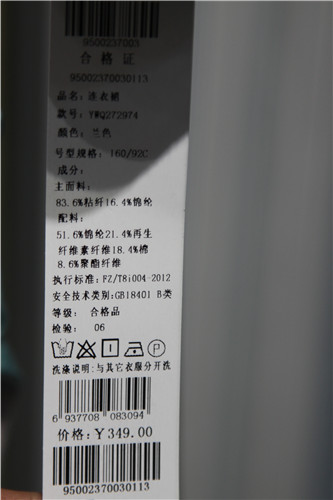 9500237003
合格证
95002370030113
品名：连衣裙
款号：YWQ272974
颜色：兰色
号型规格：160/92C
成分：
主面料：
83.6%粘纤16.4%锦纶
配料：
51.6%锦纶21.4%再生
纤维素纤维18.4%棉
8.6%聚酯纤维
执行标准：FZ/T81004-2012
安全技术类别:GB18401 B类
等级： 合格品
检验： 06
洗涤说明:与其它衣服分开洗
6 937708 083094
价格:￥349.00
95002370030113